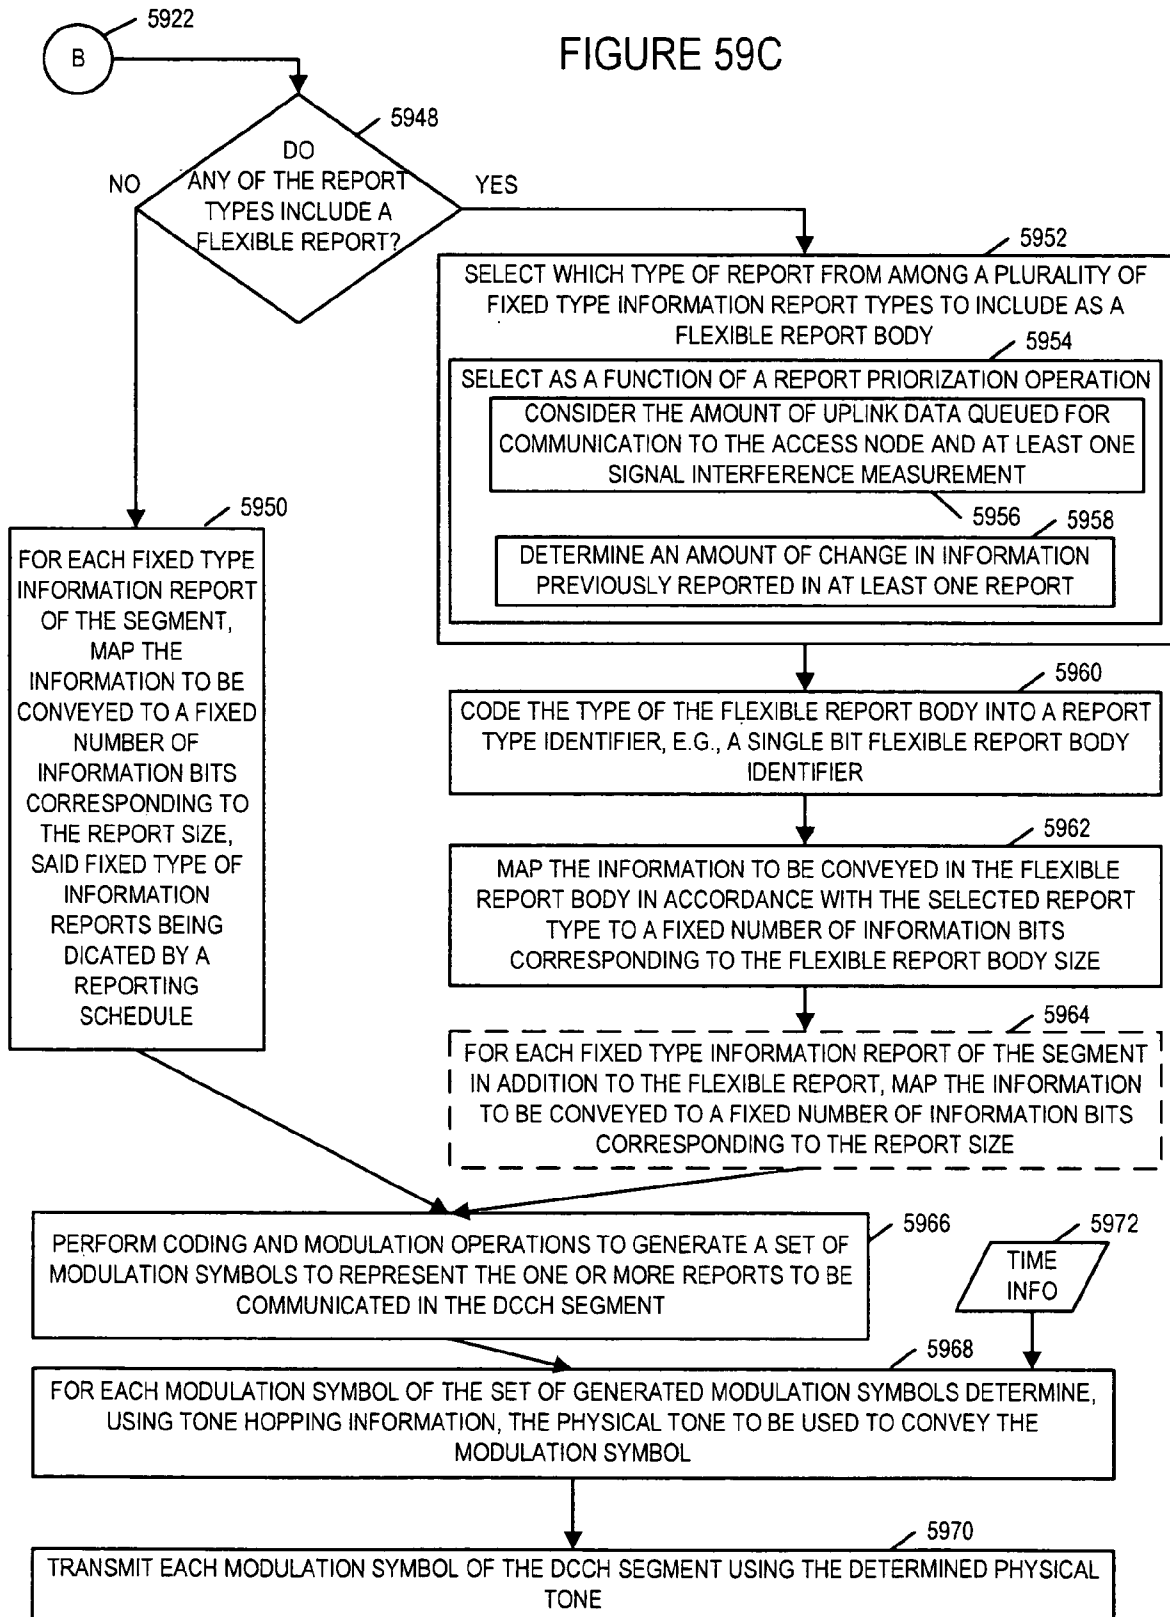 5922
B
FIGURE 59C
5948
DO
ANY OF THE REPORT
TYPES INCLUDE A
FLEXIBLE REPORT?
NO
YES
5952
SELECT WHICH TYPE OF REPORT FROM AMONG A PLURALITY OF
FIXED TYPE INFORMATION REPORT TYPES TO INCLUDE AS A
FLEXIBLE REPORT BODY
5954
SELECT AS A FUNCTION OF A REPORT PRIORIZATION OPERATION
CONSIDER THE AMOUNT OF UPLINK DATA QUEUED FOR
COMMUNICATION TO THE ACCESS NODE AND AT LEAST ONE
SIGNAL INTERFERENCE MEASUREMENT
5956
5958
DETERMINE AN AMOUNT OF CHANGE IN INFORMATION
PREVIOUSLY REPORTED IN AT LEAST ONE REPORT
5950
FOR EACH FIXED TYPE
INFORMATION REPORT
OF THE SEGMENT,
MAP THE
INFORMATION TO BE
CONVEYED TO A FIXED
NUMBER OF
INFORMATION BITS
CORRESPONDING TO
THE REPORT SIZE,
SAID FIXED TYPE OF
INFORMATION
REPORTS BEING
DICATED BY A
REPORTING
SCHEDULE
5960
CODE THE TYPE OF THE FLEXIBLE REPORT BODY INTO A REPORT
TYPE IDENTIFIER, E.G., A SINGLE BIT FLEXIBLE REPORT BODY
IDENTIFIER
5962
MAP THE INFORMATION TO BE CONVEYED IN THE FLEXIBLE
REPORT BODY IN ACCORDANCE WITH THE SELECTED REPORT
TYPE TO A FIXED NUMBER OF INFORMATION BITS
CORRESPONDING TO THE FLEXIBLE REPORT BODY SIZE
5964
FOR EACH FIXED TYPE INFORMATION REPORT OF THE SEGMENT
IN ADDITION TO THE FLEXIBLE REPORT, MAP THE INFORMATION
TO BE CONVEYED TO A FIXED NUMBER OF INFORMATION BITS
CORRESPONDING TO THE REPORT SIZE
5966
PERFORM CODING AND MODULATION OPERATIONS TO GENERATE A SET OF
MODULATION SYMBOLS TO REPRESENT THE ONE OR MORE REPORTS TO BE
COMMUNICATED IN THE DCCH SEGMENT
5972
TIME
INFO
5968
FOR EACH MODULATION SYMBOL OF THE SET OF GENERATED MODULATION SYMBOLS DETERMINE,
USING TONE HOPPING INFORMATION, THE PHYSICAL TONE TO BE USED TO CONVEY THE
MODULATION SYMBOL
5970
TRANSMIT EACH MODULATION SYMBOL OF THE DCCH SEGMENT USING THE DETERMINED PHYSICAL
TONE